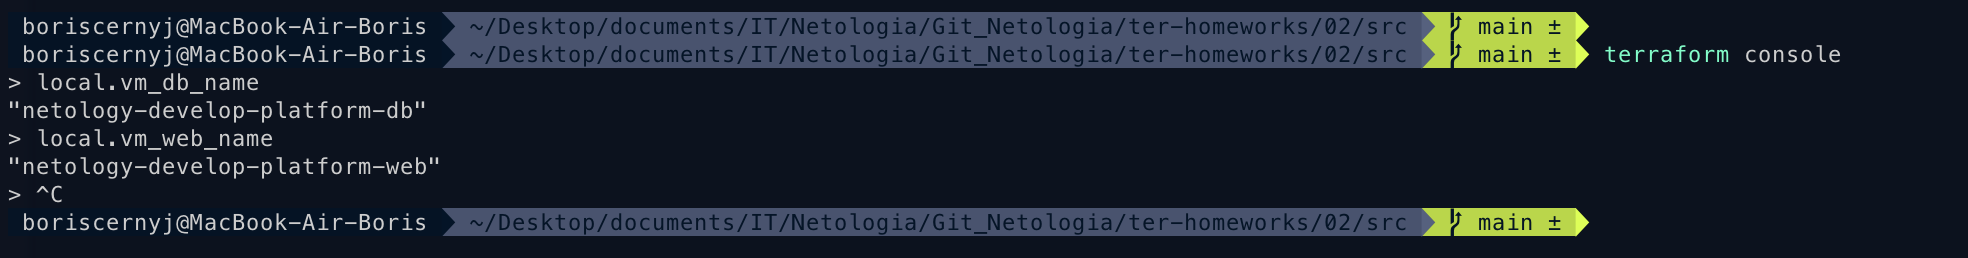 boriscernyj@MacBook-Air-Boris ~/Desktop/documents/IT/Netologia/Git_Netologia/ter-homeworks/02/src main ±
boriscernyj@MacBook-Air-Boris ~/Desktop/documents/IT/Netologia/Git_Netologia/ter-homeworks/02/src main ± terraform console
> local.vm_db_name
"netology-develop-platform-db"
> local.vm_web_name
"netology-develop-platform-web"
> ^C
boriscernyj@MacBook-Air-Boris ~/Desktop/documents/IT/Netologia/Git_Netologia/ter-homeworks/02/src main ±